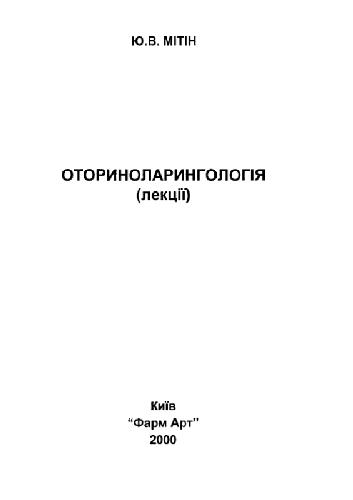 Ю.В. МІТІН
ОТОРИНОЛАРИНГОЛОГІЯ
(лекції)
Київ
“Фарм Арт”
2000